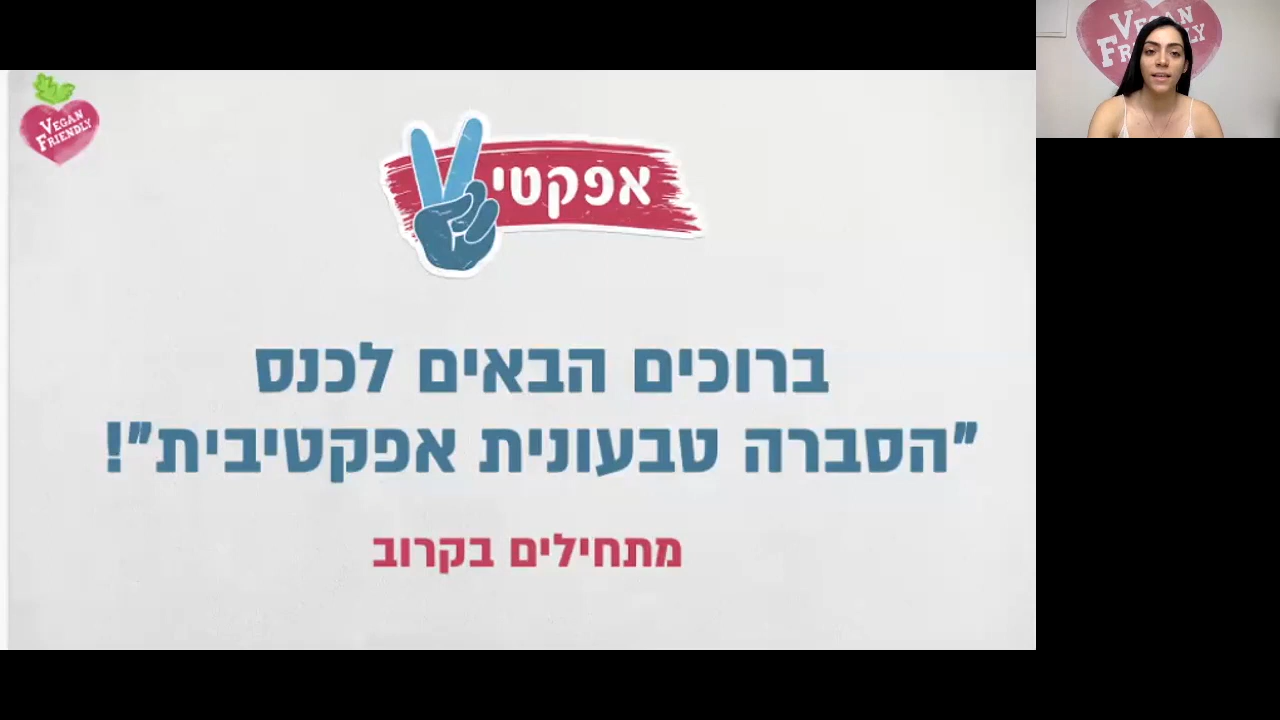 VEGAN
FRIENDLY
אפקטי
ברוכים הבאים לכנס
"הסברה טבעונית אפקטיבית"!
מתחילים בקרוב
VEGAN
FRIENDLY